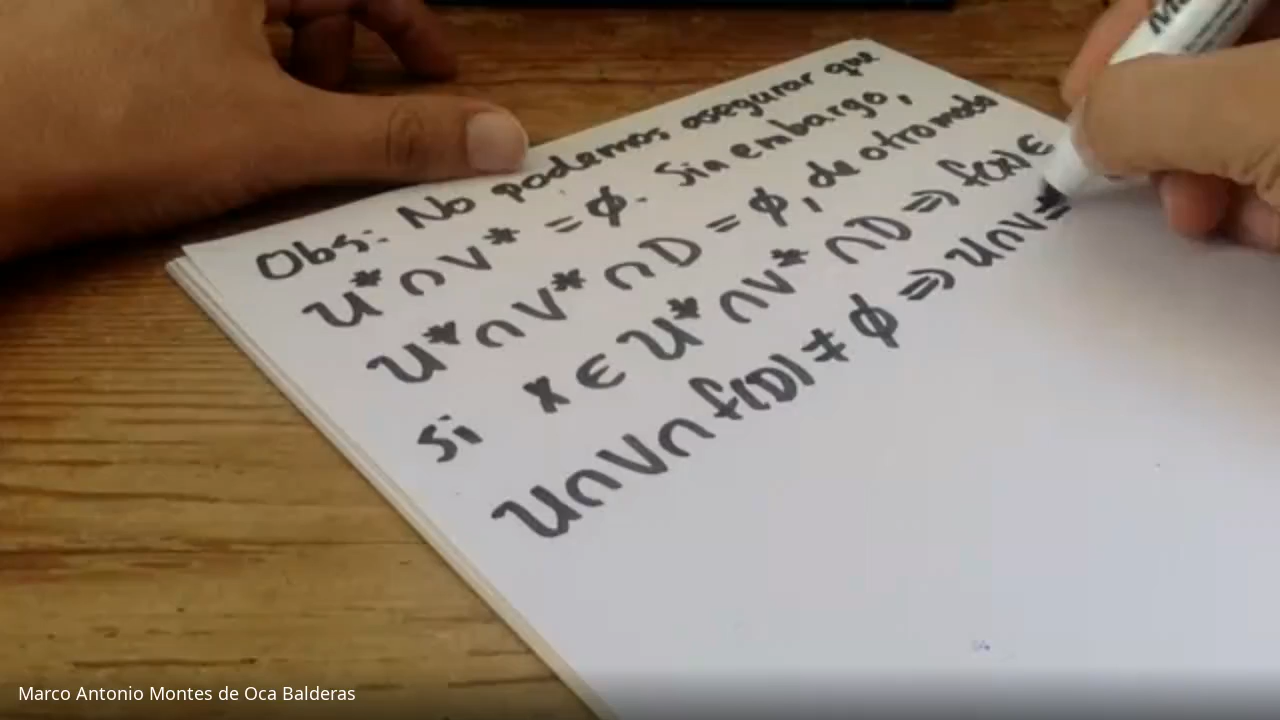 Obs: No podemos asegurar que
U* ∩ V* = ϕ. Sin embargo,
U* ∩ V* ∩ D = ϕ, de otro modo
si x ∈ U* ∩ V* ∩ D ⇒ f(x) ∈
U ∩ V ∩ f(D) ≠ ϕ ⇒ U ∩ V ≠
Marco Antonio Montes de Oca Balderas